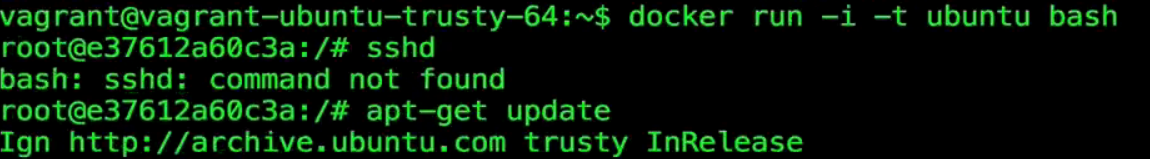 vagrant@vagrant-ubuntu-trusty-64:~$ docker run -i -t ubuntu bash
root@e37612a60c3a:/# sshd
bash: sshd: command not found
root@e37612a60c3a:/# apt-get update
Ign http://archive.ubuntu.com trusty InRelease